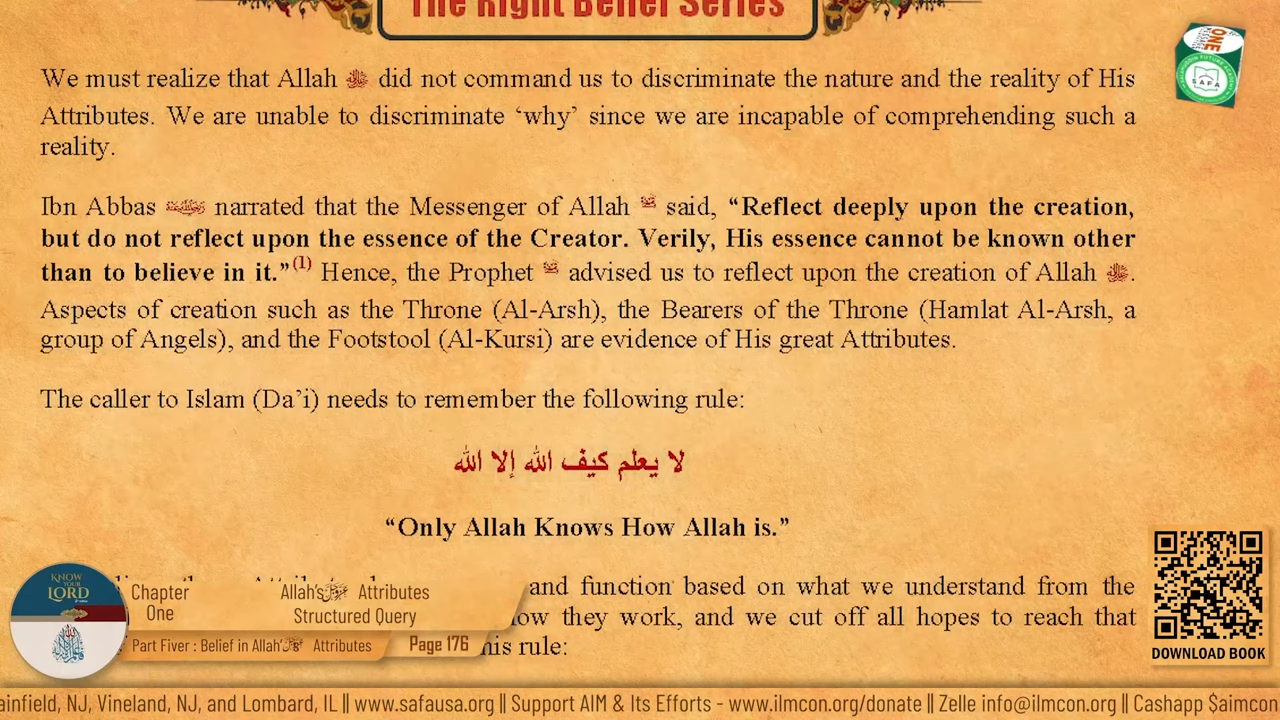 The Right Belief Series
We must realize that Allah ﷻ did not command us to discriminate the nature and the reality of His
Attributes. We are unable to discriminate ‘why’ since we are incapable of comprehending such a
reality.
Ibn Abbas narrated that the Messenger of Allah ﷺ said, “Reflect deeply upon the creation,
but do not reflect upon the essence of the Creator. Verily, His essence cannot be known other
than to believe in it.”(1) Hence, the Prophet ﷺ advised us to reflect upon the creation of Allah ﷻ.
Aspects of creation such as the Throne (Al-Arsh), the Bearers of the Throne (Hamlat Al-Arsh, a
group of Angels), and the Footstool (Al-Kursi) are evidence of His great Attributes.
The caller to Islam (Da’i) needs to remember the following rule:
لا يعلم كيف الله إلا الله
“Only Allah Knows How Allah is.”
and function based on what we understand from the
how they work, and we cut off all hopes to reach that
this rule:
KNOW
YOUR
LORD
Chapter
One
Allah's Attributes
Structured Query
Part Fiver : Belief in Allah's Attributes
Page 176
ONE
SAFA
DOWNLOAD BOOK
ainfield, NJ, Vineland, NJ, and Lombard, IL || www.safausa.org || Support AIM & Its Efforts - www.ilmcon.org/donate || Zelle info@ilmcon.org || Cashapp $aimcon